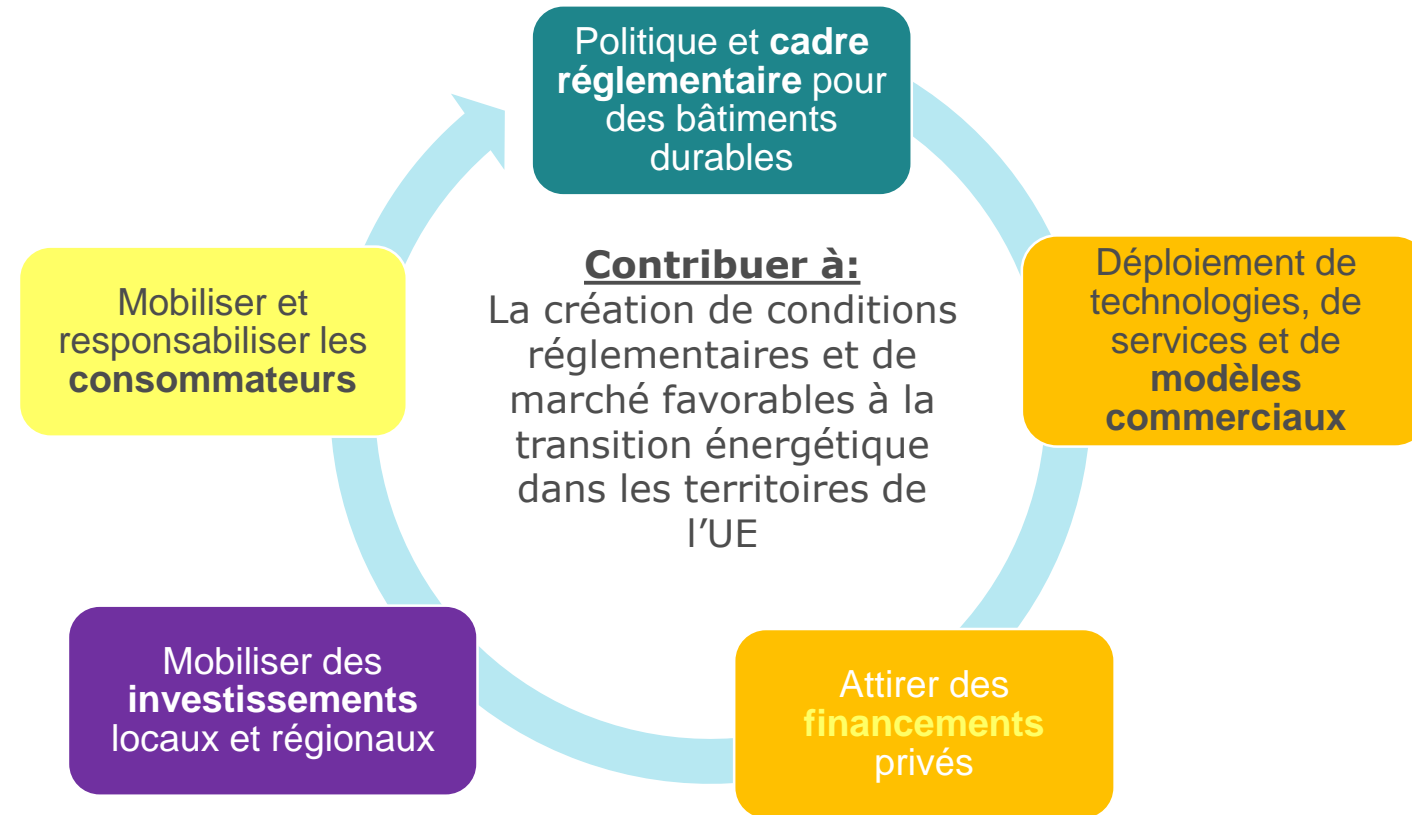 Politique et cadre
réglementaire pour
des bâtiments
durables
Contribuer à:
La création de conditions
réglementaires et de
marché favorables à la
transition énergétique
dans les territoires de
l’UE
Déploiement de
technologies, de
services et de
modèles
commerciaux
Attirer des
financements
privés
Mobiliser des
investissements
locaux et régionaux
Mobiliser et
responsabiliser les
consommateurs